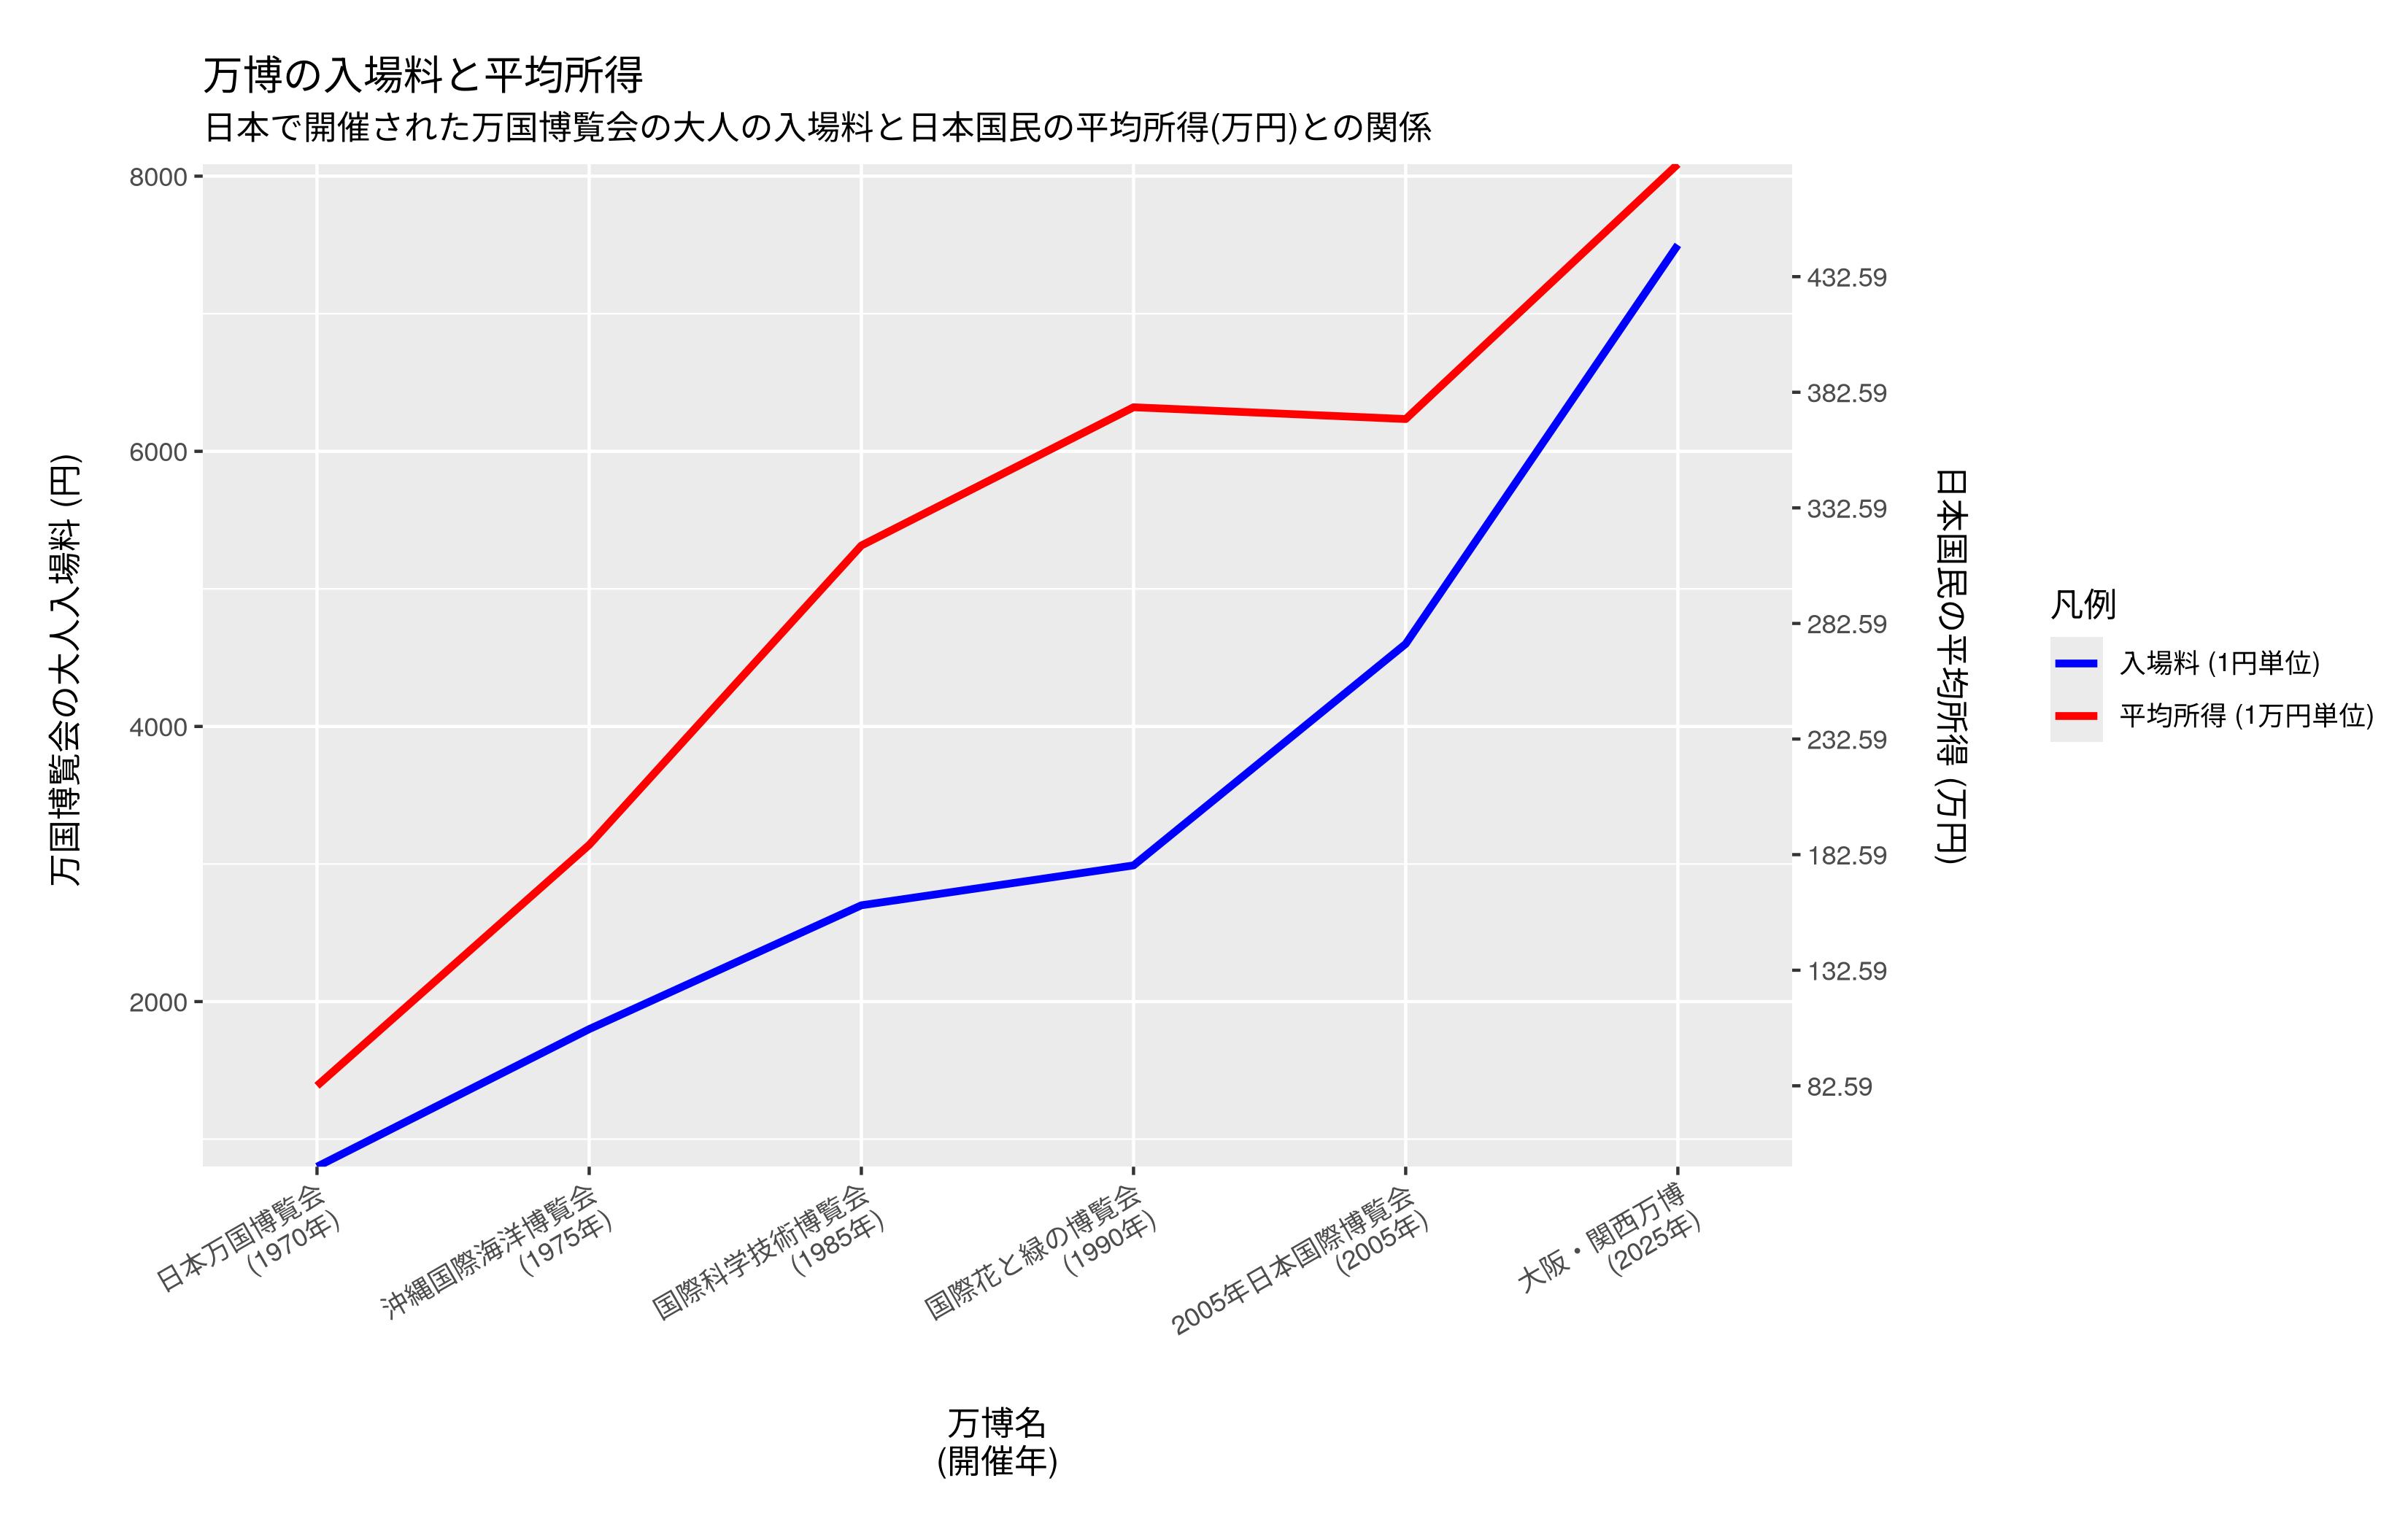 万博の入場料と平均所得
日本で開催された万国博覧会の大人の入場料と日本国民の平均所得(万円)との関係
万国博覧会の大人入場料 (円)
8000
6000
4000
2000
432.59
382.59
332.59
282.59
232.59
182.59
132.59
82.59
日本国民の平均所得 (万円)
凡例
入場料 (1円単位)
平均所得 (1万円単位)
日本万国博覧会
(1970年)
沖縄国際海洋博覧会
(1975年)
国際科学技術博覧会
(1985年)
国際花と緑の博覧会
(1990年)
2005年日本国際博覧会
(2005年)
大阪・関西万博
(2025年)
万博名
(開催年)